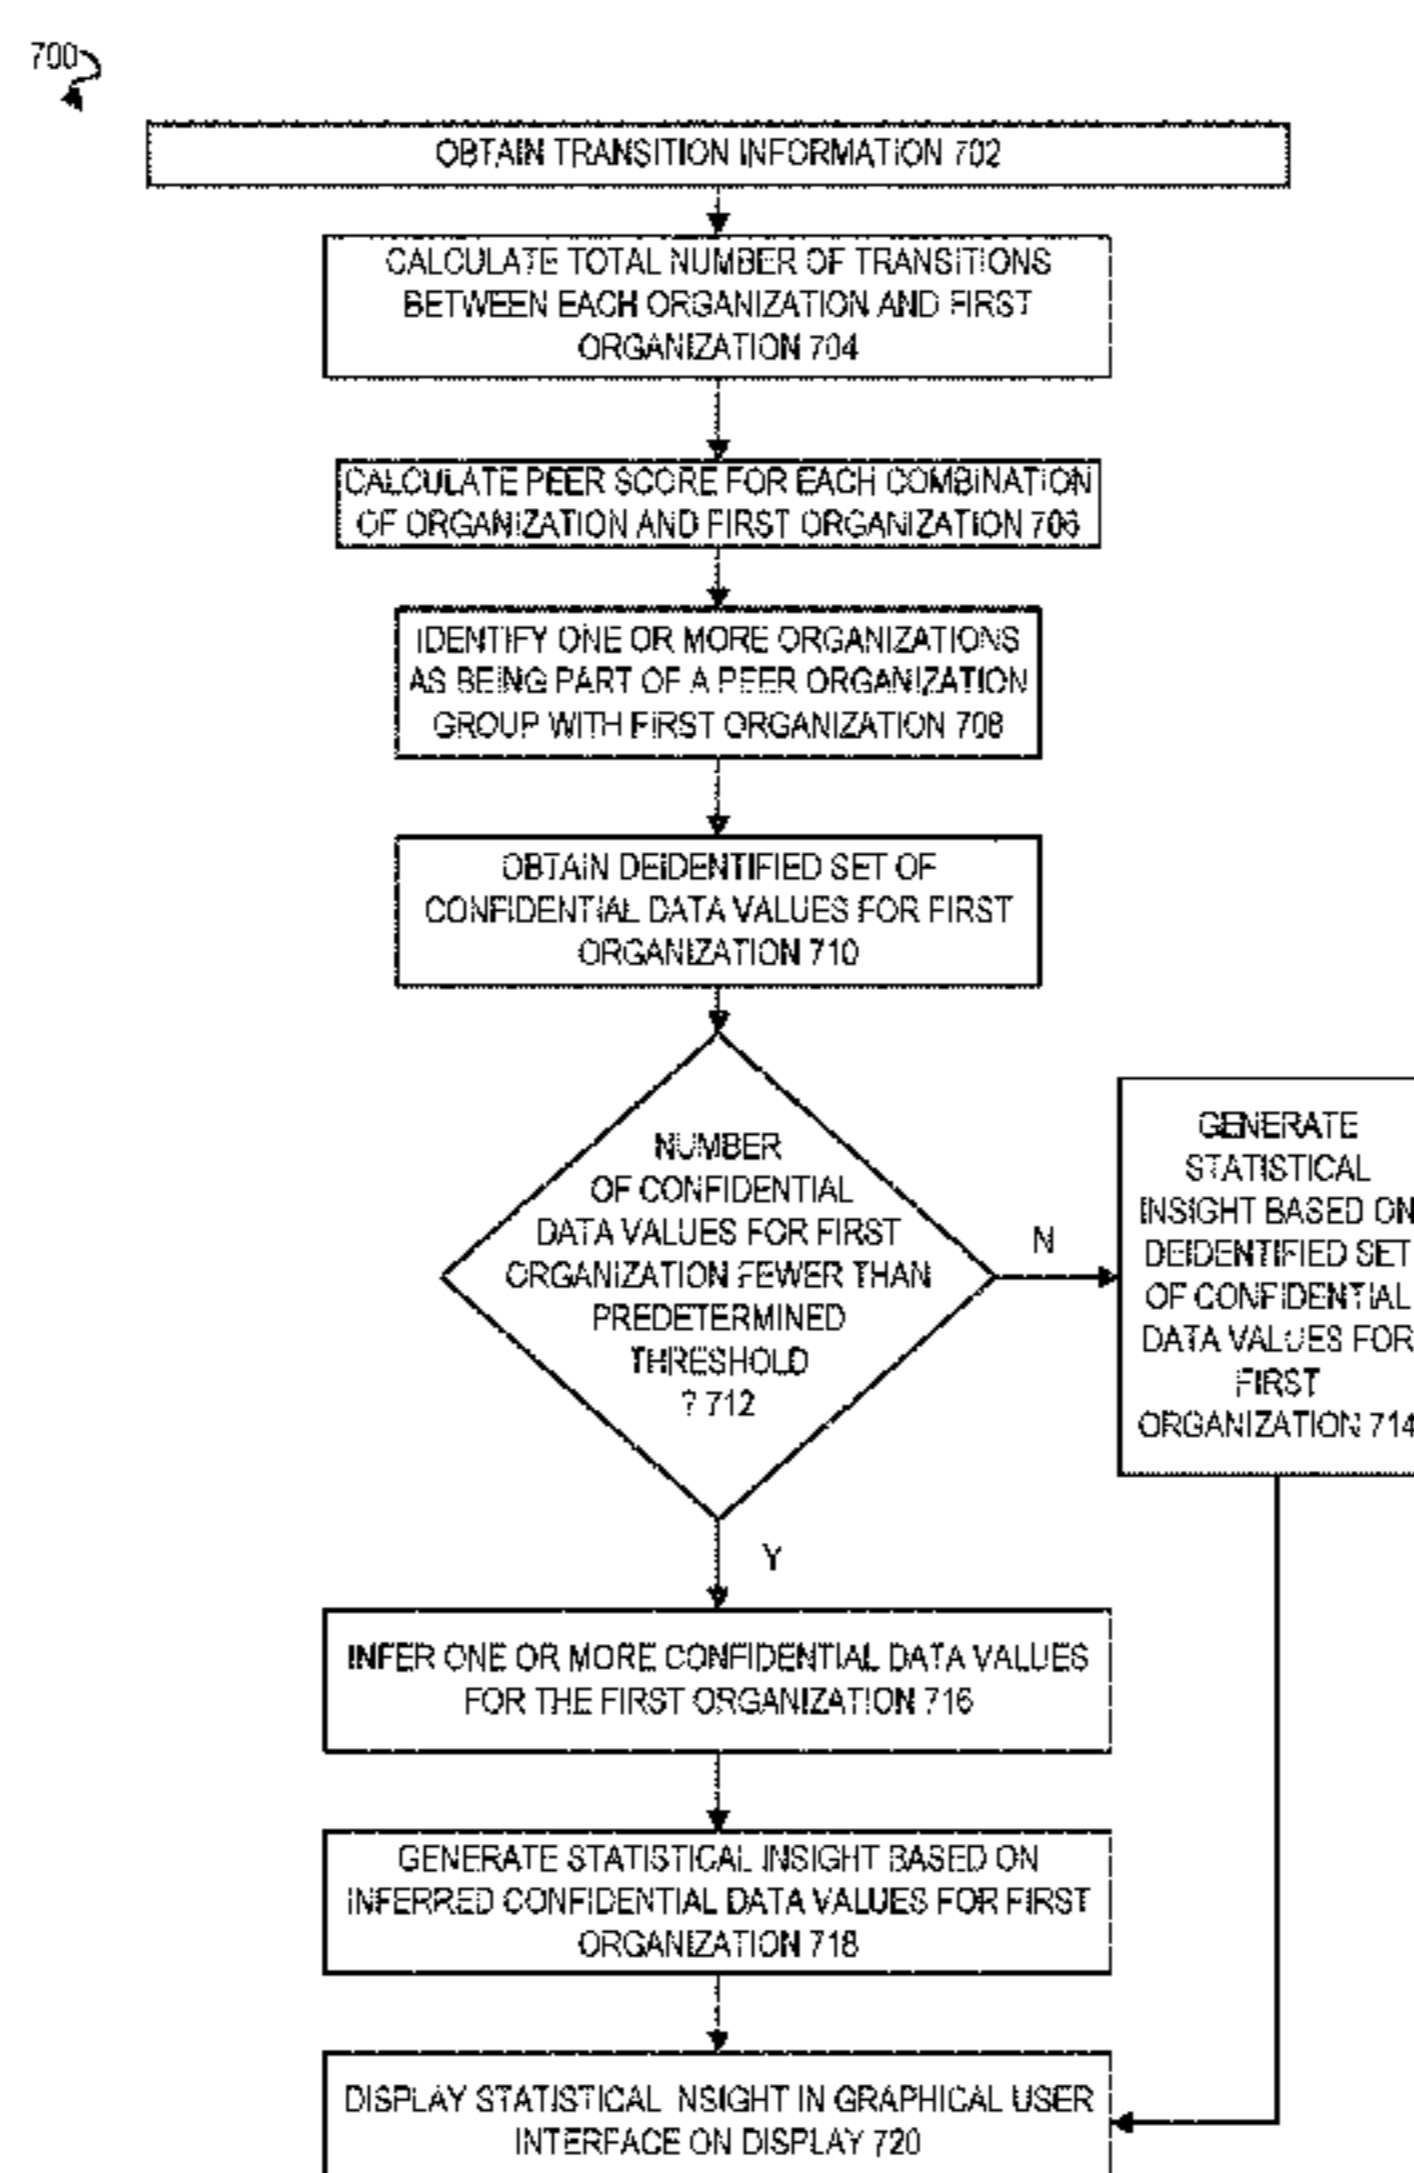 700
OBTAIN TRANSITION INFORMATION 702
CALCULATE TOTAL NUMBER OF TRANSITIONS
BETWEEN EACH ORGANIZATION AND FIRST
ORGANIZATION 704
CALCULATE PEER SCORE FOR EACH COMBINATION
OF ORGANIZATION AND FIRST ORGANIZATION 706
IDENTIFY ONE OR MORE ORGANIZATIONS
AS BEING PART OF A PEER ORGANIZATION
GROUP WITH FIRST ORGANIZATION 708
OBTAIN DEIDENTIFIED SET OF
CONFIDENTIAL DATA VALUES FOR FIRST
ORGANIZATION 710
NUMBER
OF CONFIDENTIAL
DATA VALUES FOR FIRST
ORGANIZATION FEWER THAN
PREDETERMINED
THRESHOLD
? 712
N
GENERATE
STATISTICAL
INSIGHT BASED ON
DEIDENTIFIED SET
OF CONFIDENTIAL
DATA VALUES FOR
FIRST
ORGANIZATION 714
Y
INFER ONE OR MORE CONFIDENTIAL DATA VALUES
FOR THE FIRST ORGANIZATION 716
GENERATE STATISTICAL INSIGHT BASED ON
INFERRED CONFIDENTIAL DATA VALUES FOR FIRST
ORGANIZATION 718
DISPLAY STATISTICAL INSIGHT IN GRAPHICAL USER
INTERFACE ON DISPLAY 720